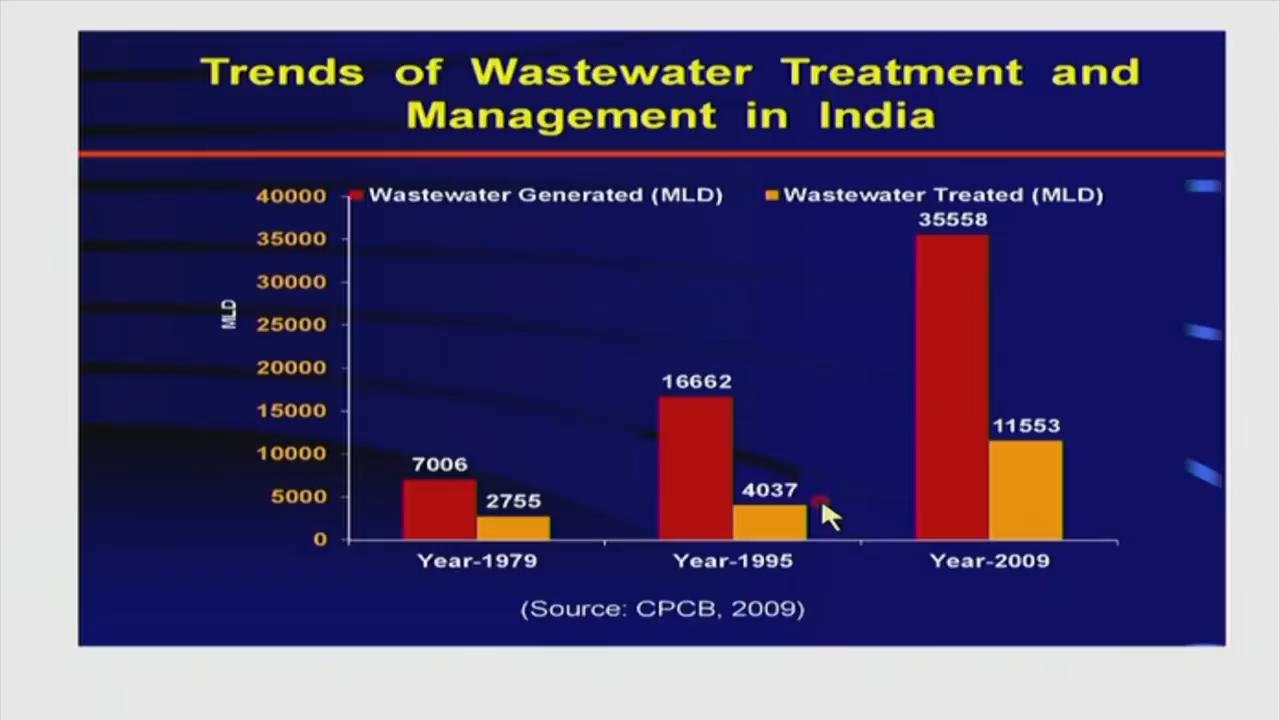 Trends of Wastewater Treatment and
Management in India
Wastewater Generated (MLD)
Wastewater Treated (MLD)
40000
35000
30000
25000
20000
15000
10000
5000
0
MLD
7006
2755
16662
4037
35558
11553
Year-1979
Year-1995
Year-2009
(Source: CPCB, 2009)